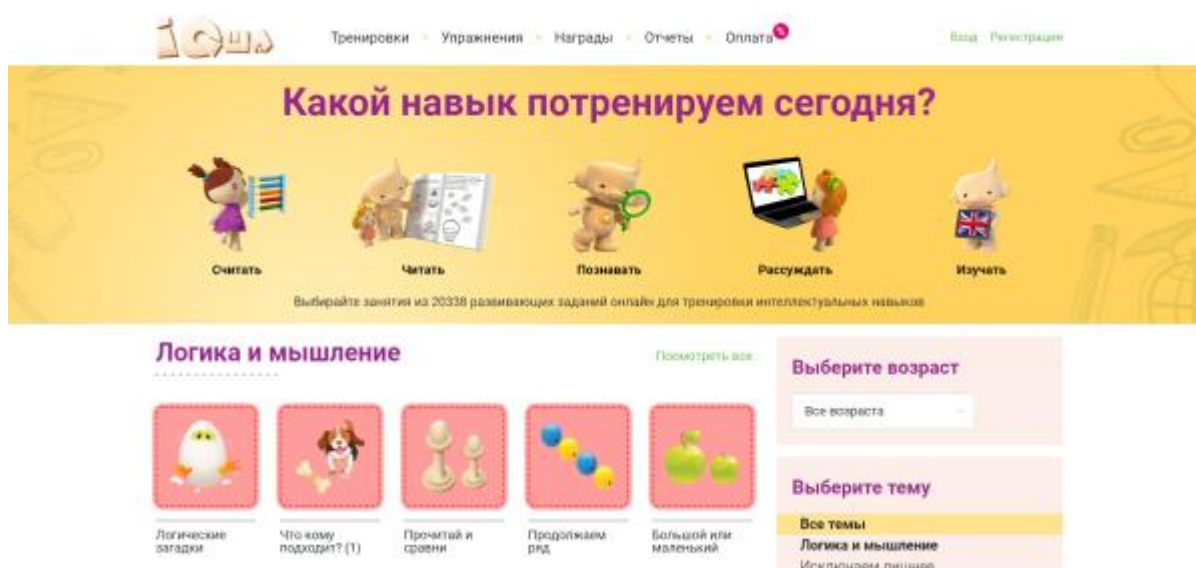 iQша
Тренировки Упражнения Награды Отчеты Оплата %
Вход Регистрация
Какой навык потренируем сегодня?
Считать Читать Познавать Рассуждать Изучать
Выбирайте занятия из 20338 развивающих заданий онлайн для тренировки интеллектуальных навыков
Логика и мышление
Посмотреть все
Логические загадки
Что кому подходит? (1)
Прочитай и сравни
Продолжаем ряд
Большой или маленький
Выберите возраст
Все возраста
Выберите тему
Все темы
Логика и мышление
Исключаем лишнее